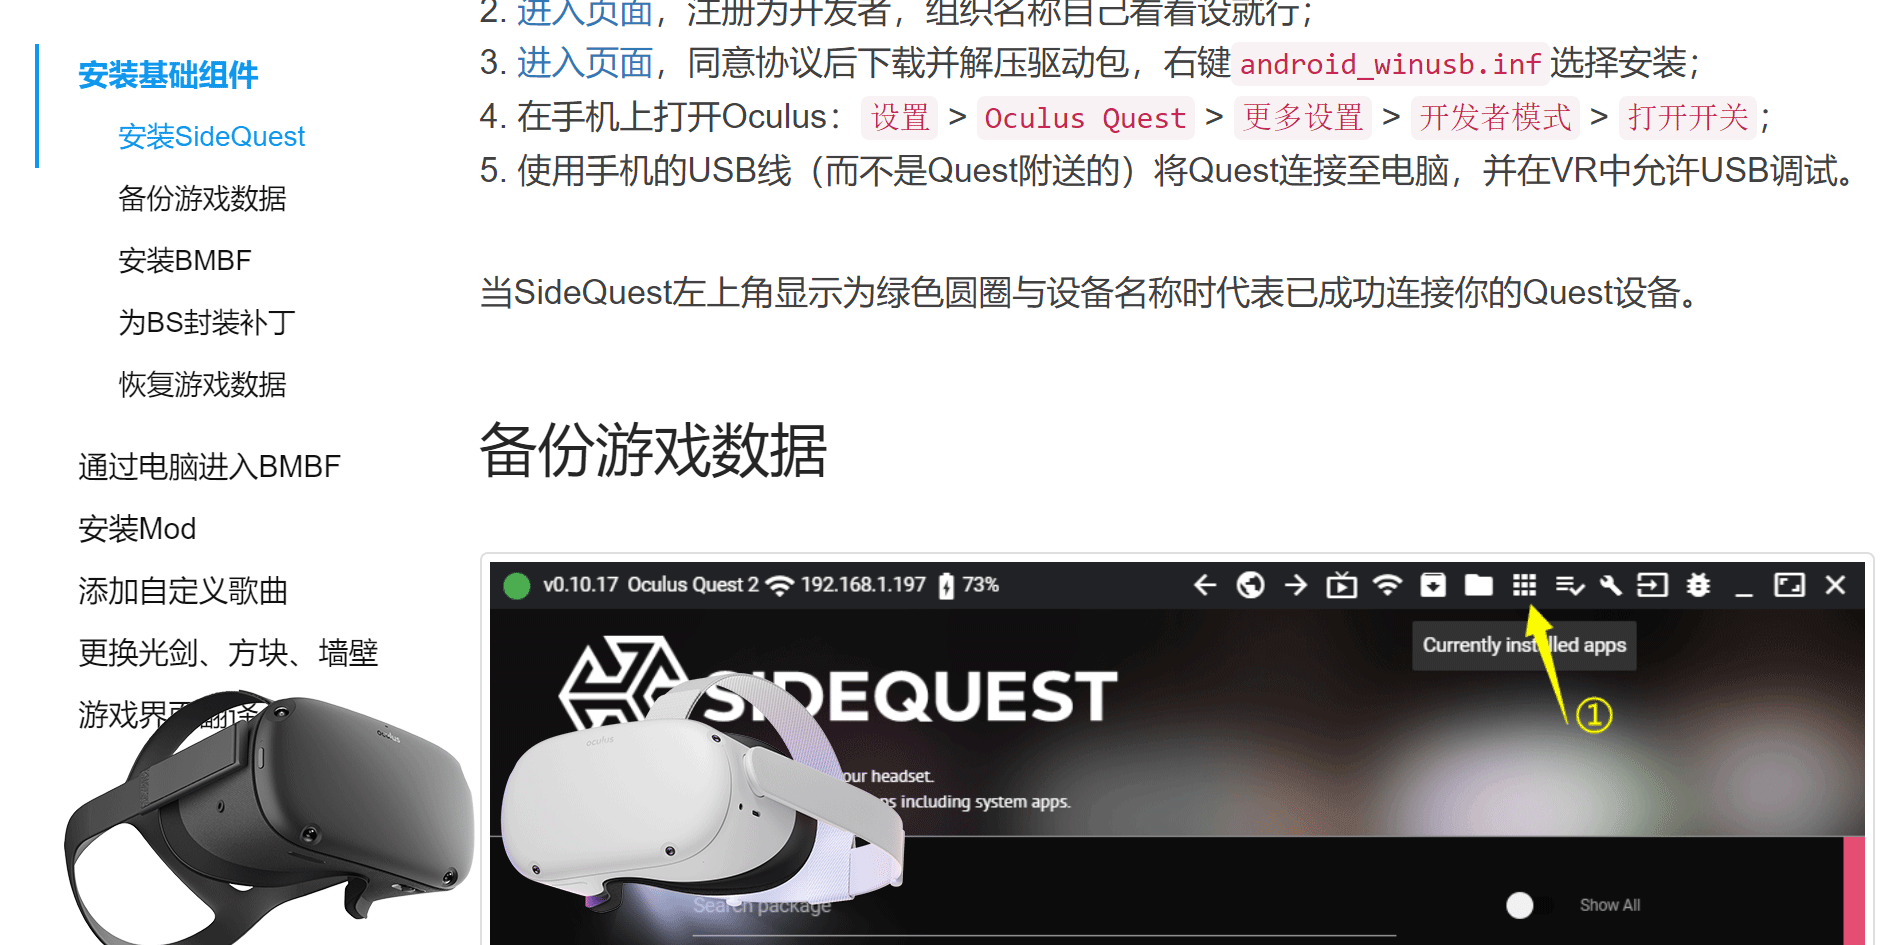 安装基础组件
安装SideQuest
备份游戏数据
安装BMBF
为BS封装补丁
恢复游戏数据
通过电脑进入BMBF
安装Mod
添加自定义歌曲
更换光剑、方块、墙壁
游戏界面翻译
2. 进入页面，注册为开发者，组织名称自己看着设就行；
3. 进入页面，同意协议后下载并解压驱动包，右键android_winusb.inf选择安装；
4. 在手机上打开Oculus：设置 > Oculus Quest > 更多设置 > 开发者模式 > 打开开关；
5. 使用手机的USB线（而不是Quest附送的）将Quest连接至电脑，并在VR中允许USB调试。
当SideQuest左上角显示为绿色圆圈与设备名称时代表已成功连接你的Quest设备。
备份游戏数据
v0.10.17 Oculus Quest 2 192.168.1.197 73%
Currently installed apps
①
SIDEQUEST
our headset.
ps including system apps.
Search package
Show All
oculus
oculus